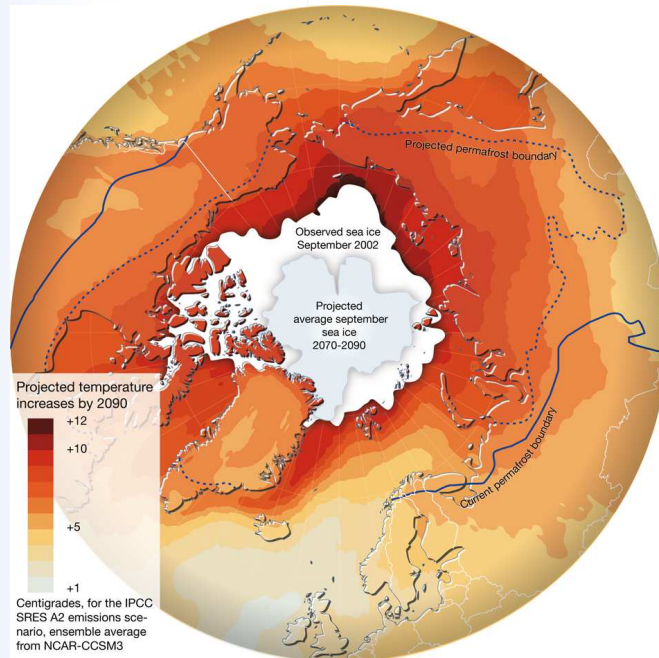 Projected permafrost boundary
Observed sea ice
September 2002
Projected
average september
sea ice
2070-2090
Current permafrost boundary
Projected temperature
increases by 2090
+12
+10
+5
+1
Centigrades, for the IPCC
SRES A2 emissions sce-
nario, ensemble average
from NCAR-CCSM3